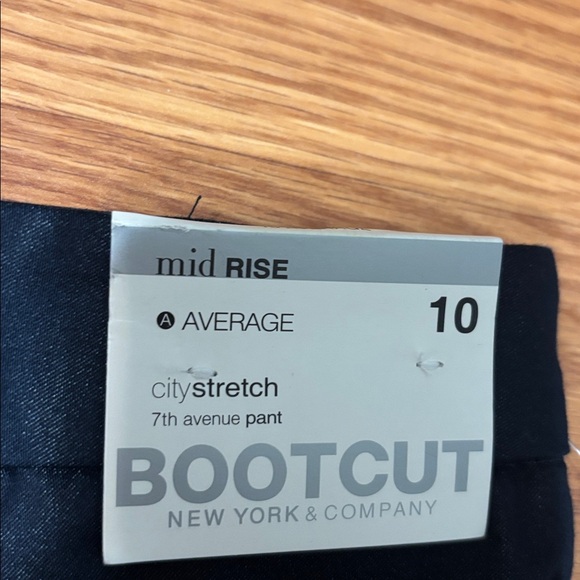 mid RISE
A AVERAGE 10
citystretch
7th avenue pant
BOOTCUT
NEW YORK & COMPANY